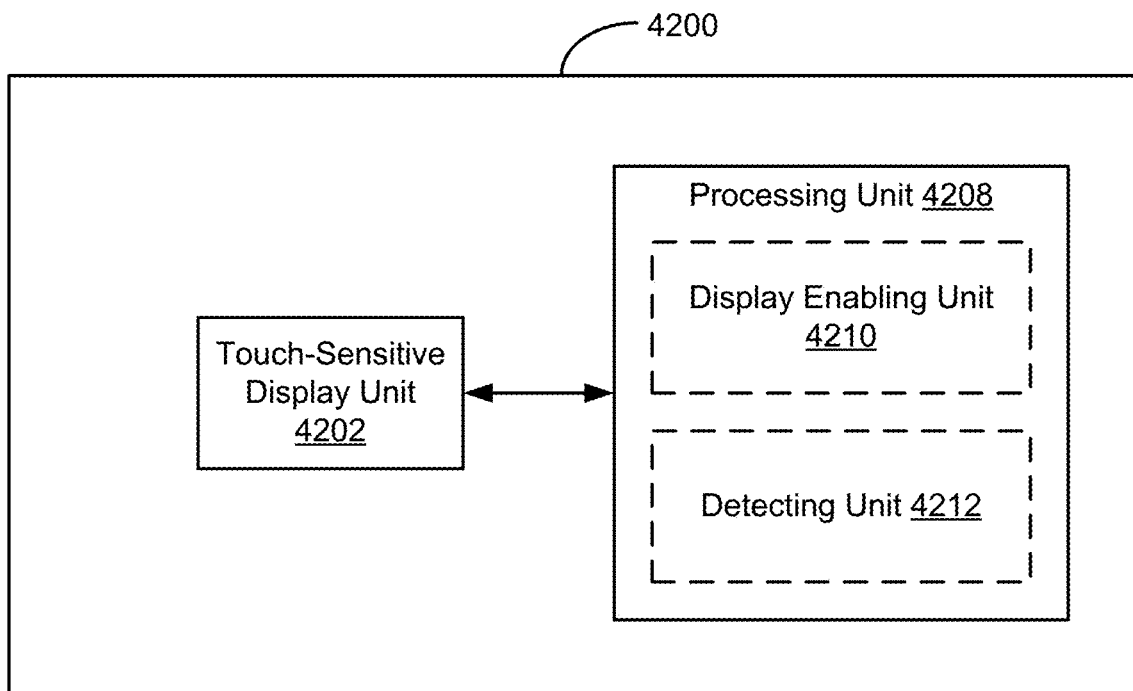 4200
Processing Unit 4208
Display Enabling Unit
4210
Touch-Sensitive
Display Unit
4202
Detecting Unit 4212